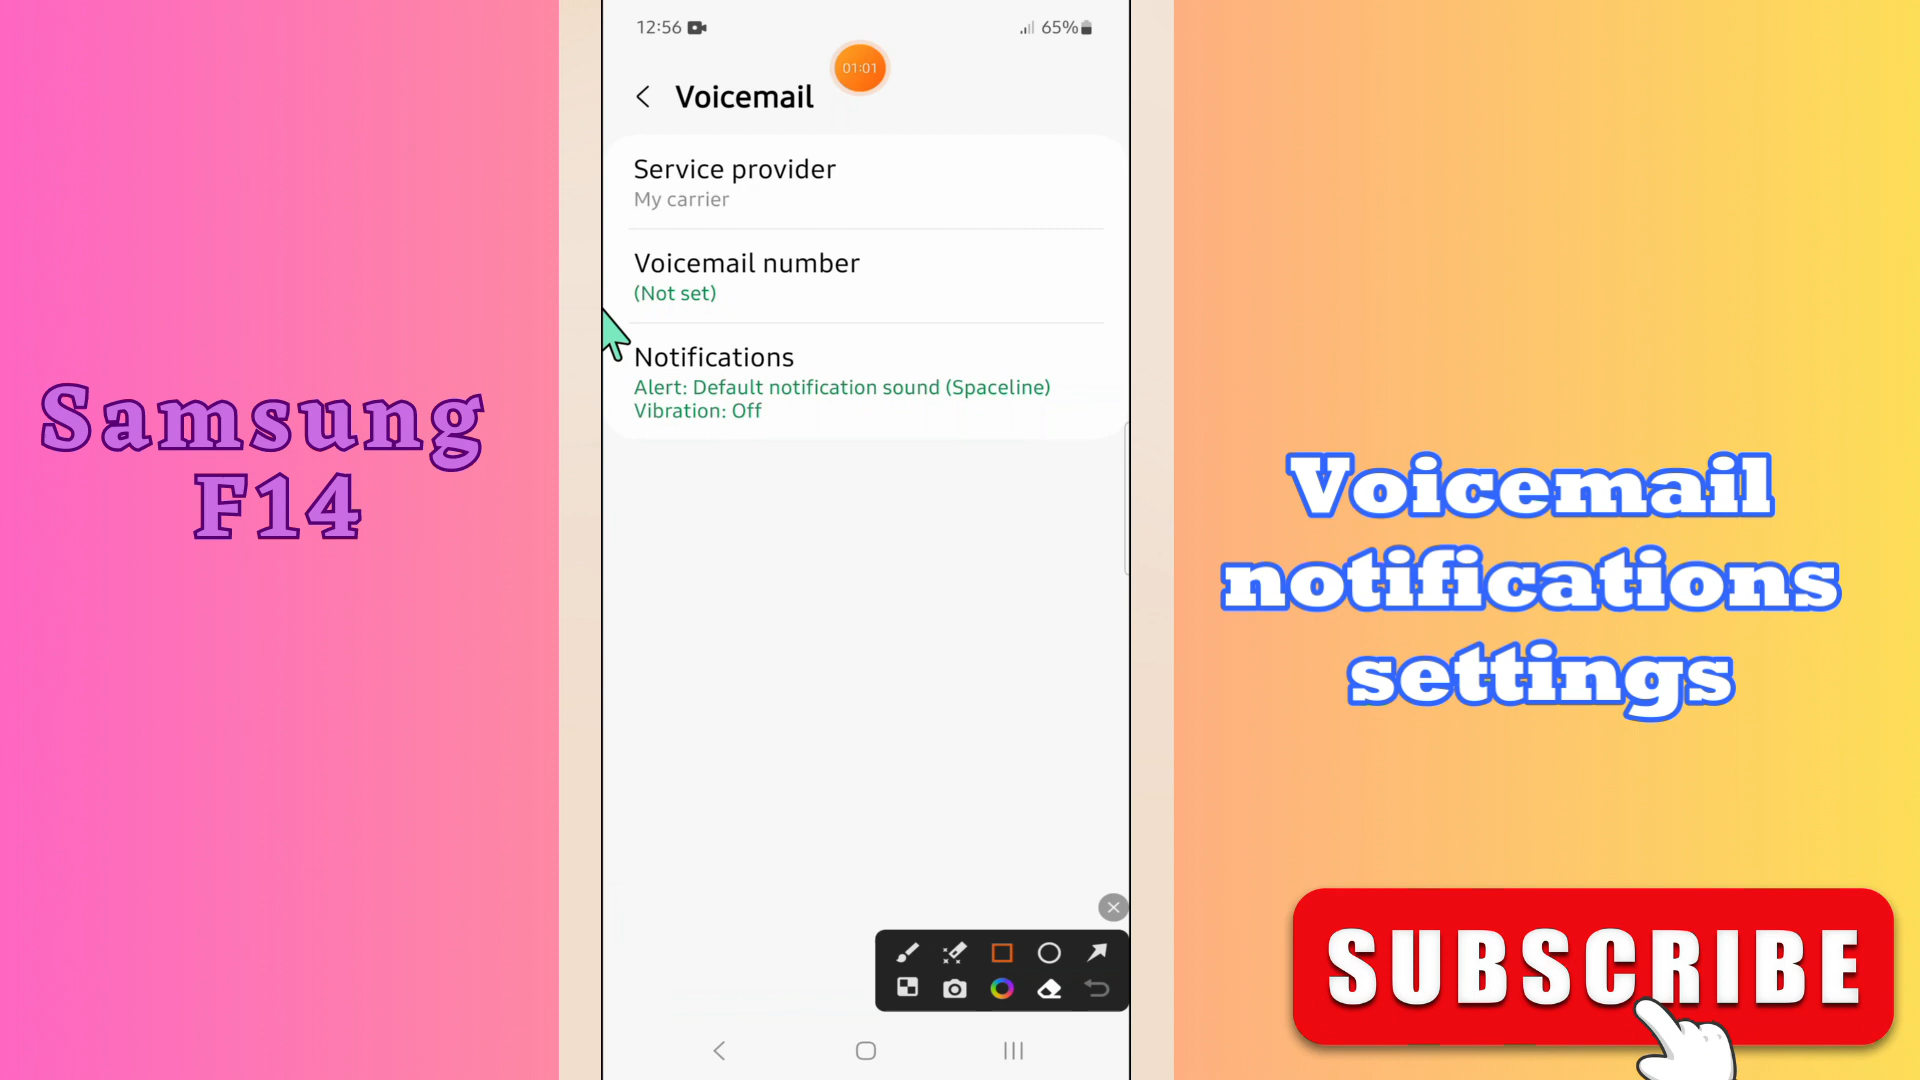 Samsung
F14
12:56
65%
01:01
Voicemail
Service provider
My carrier
Voicemail number
(Not set)
Notifications
Alert: Default notification sound (Spaceline)
Vibration: Off
Voicemail
notifications
settings
SUBSCRIBE